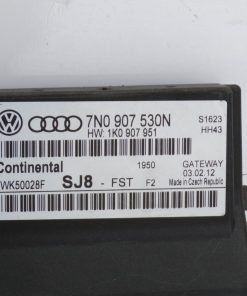 7N0 907 530N S1623
HW: 1K0 907 951 HH43
Continental 1950 GATEWAY
WK50028F SJ8 - FST F2 03.02.12
Made in Czech Republic